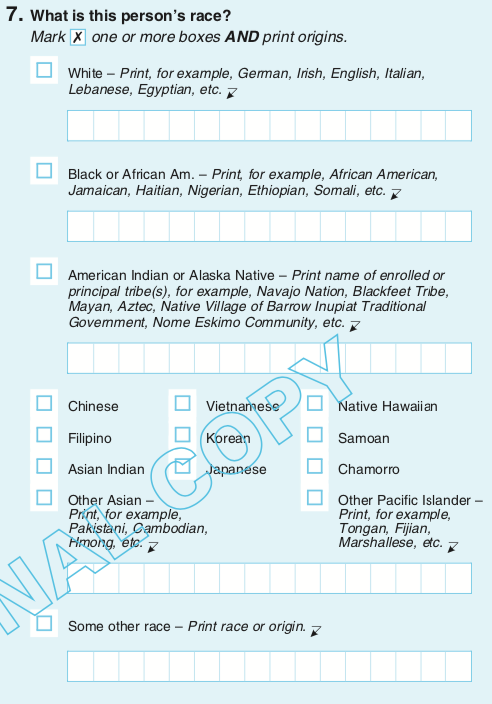 7. What is this person's race?
Mark ☒ one or more boxes AND print origins.
White – Print, for example, German, Irish, English, Italian,
Lebanese, Egyptian, etc.
Black or African Am. – Print, for example, African American,
Jamaican, Haitian, Nigerian, Ethiopian, Somali, etc.
American Indian or Alaska Native – Print name of enrolled or
principal tribe(s), for example, Navajo Nation, Blackfeet Tribe,
Mayan, Aztec, Native Village of Barrow Inupiat Traditional
Government, Nome Eskimo Community, etc.
Chinese
Filipino
Asian Indian
Other Asian –
Print, for example,
Pakistani, Cambodian,
Hmong, etc.
Vietnamese
Korean
Japanese
Native Hawaiian
Samoan
Chamorro
Other Pacific Islander –
Print, for example,
Tongan, Fijian,
Marshallese, etc.
Some other race – Print race or origin.
NAL COPY